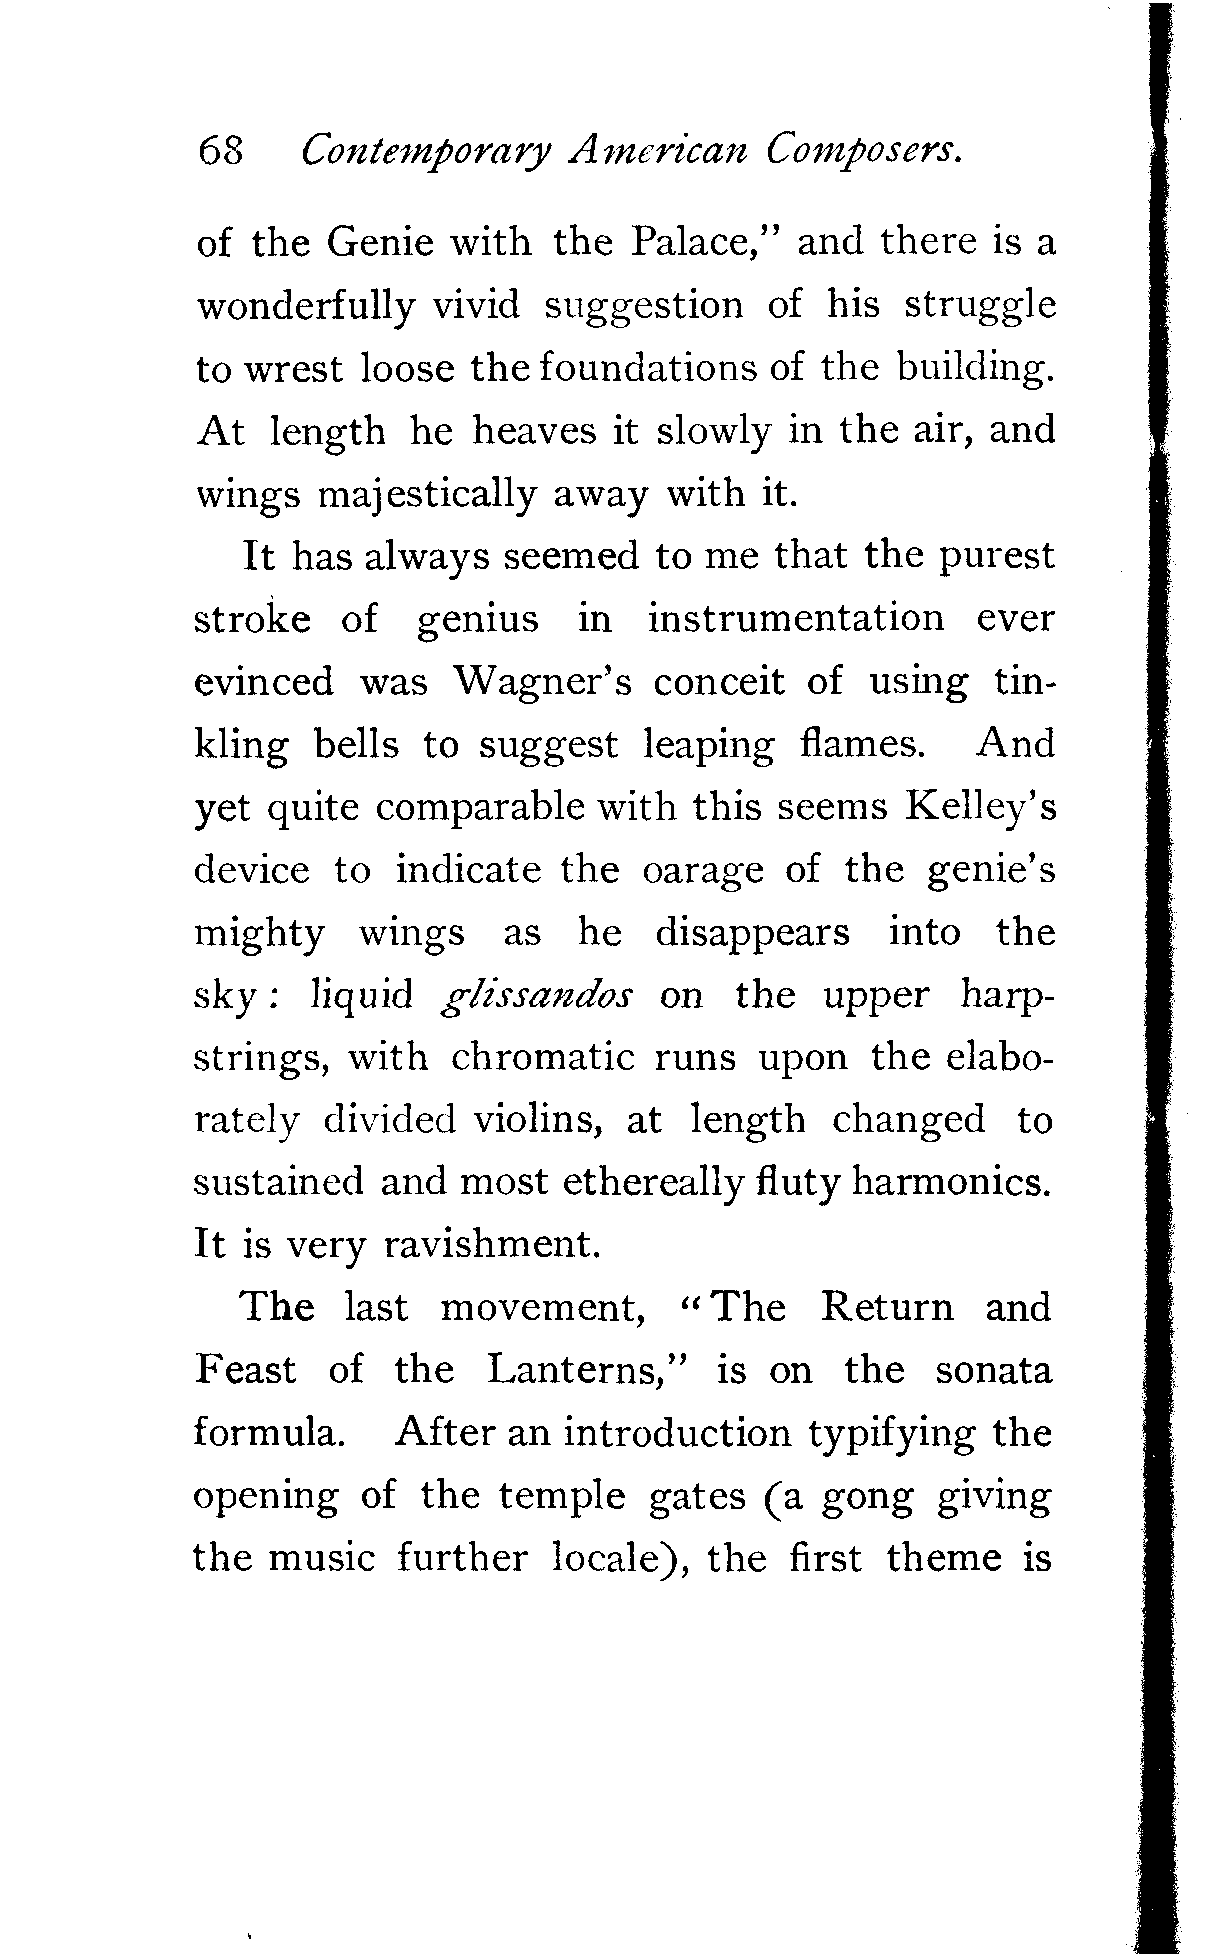 68 Contemporary American Composers.
of the Genie with the Palace,” and there is a
wonderfully vivid suggestion of his struggle
to wrest loose the foundations of the building.
At length he heaves it slowly in the air, and
wings majestically away with it.
It has always seemed to me that the purest
stroke of genius in instrumentation ever
evinced was Wagner’s conceit of using tin-
kling bells to suggest leaping flames. And
yet quite comparable with this seems Kelley’s
device to indicate the oarage of the genie’s
mighty wings as he disappears into the
sky : liquid glissandos on the upper harp-
strings, with chromatic runs upon the elabo-
rately divided violins, at length changed to
sustained and most ethereally fluty harmonics.
It is very ravishment.
The last movement, “The Return and
Feast of the Lanterns,” is on the sonata
formula. After an introduction typifying the
opening of the temple gates (a gong giving
the music further locale), the first theme is